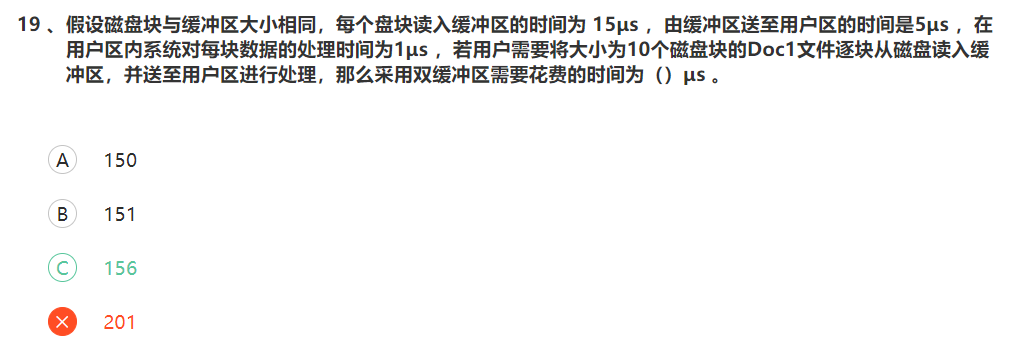 19 、假设磁盘块与缓冲区大小相同，每个盘块读入缓冲区的时间为 15μs ，由缓冲区送至用户区的时间是5μs ，在
用户区内系统对每块数据的处理时间为1μs ，若用户需要将大小为10个磁盘块的Doc1文件逐块从磁盘读入缓
冲区，并送至用户区进行处理，那么采用双缓冲区需要花费的时间为（）μs 。
A 150
B 151
C 156
201